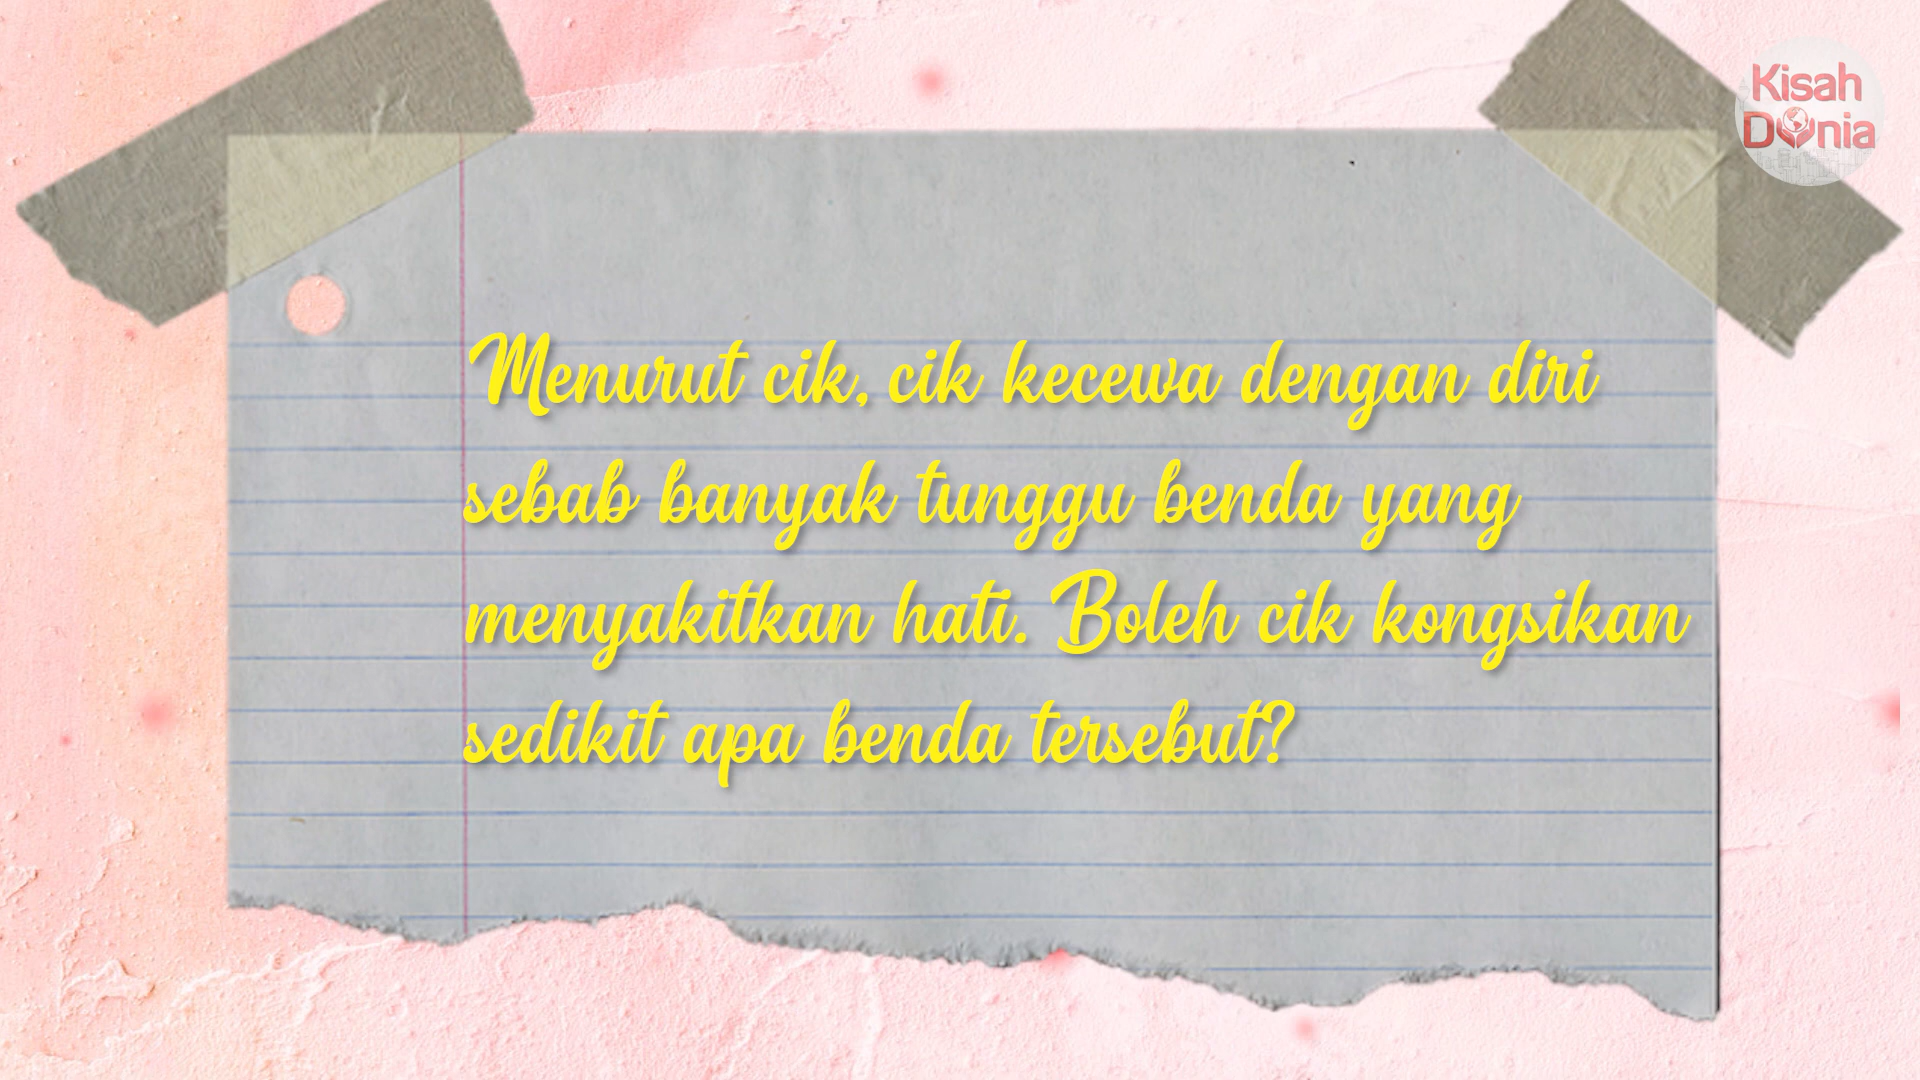 Kisah
Dunia
Menurut cik, cik kecewa dengan diri
sebab banyak tunggu benda yang
menyakitkan hati. Boleh cik kongsikan
sedikit apa benda tersebut?